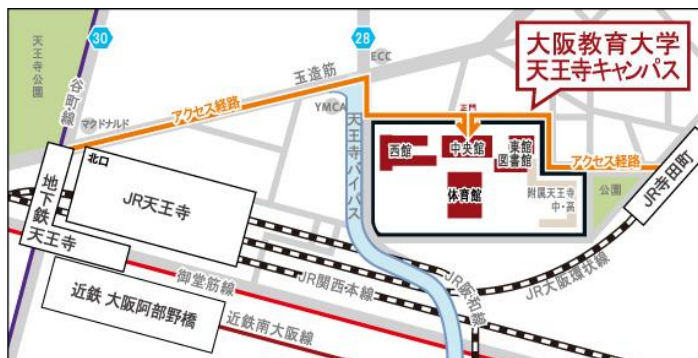 30
28
天王寺公園
谷町線
ECC
玉造筋
大阪教育大学
天王寺キャンパス
アクセス経路
YMCA
マクドナルド
正門
西館
中央館
東館
図書館
アクセス経路
体育館
附属天王寺
中・高
公園
JR寺田町
北口
地下鉄
天王寺
JR天王寺
天王寺バイパス
御堂筋線
JR関西本線
JR阪和線
JR大阪環状線
近鉄 大阪阿部野橋
近鉄南大阪線